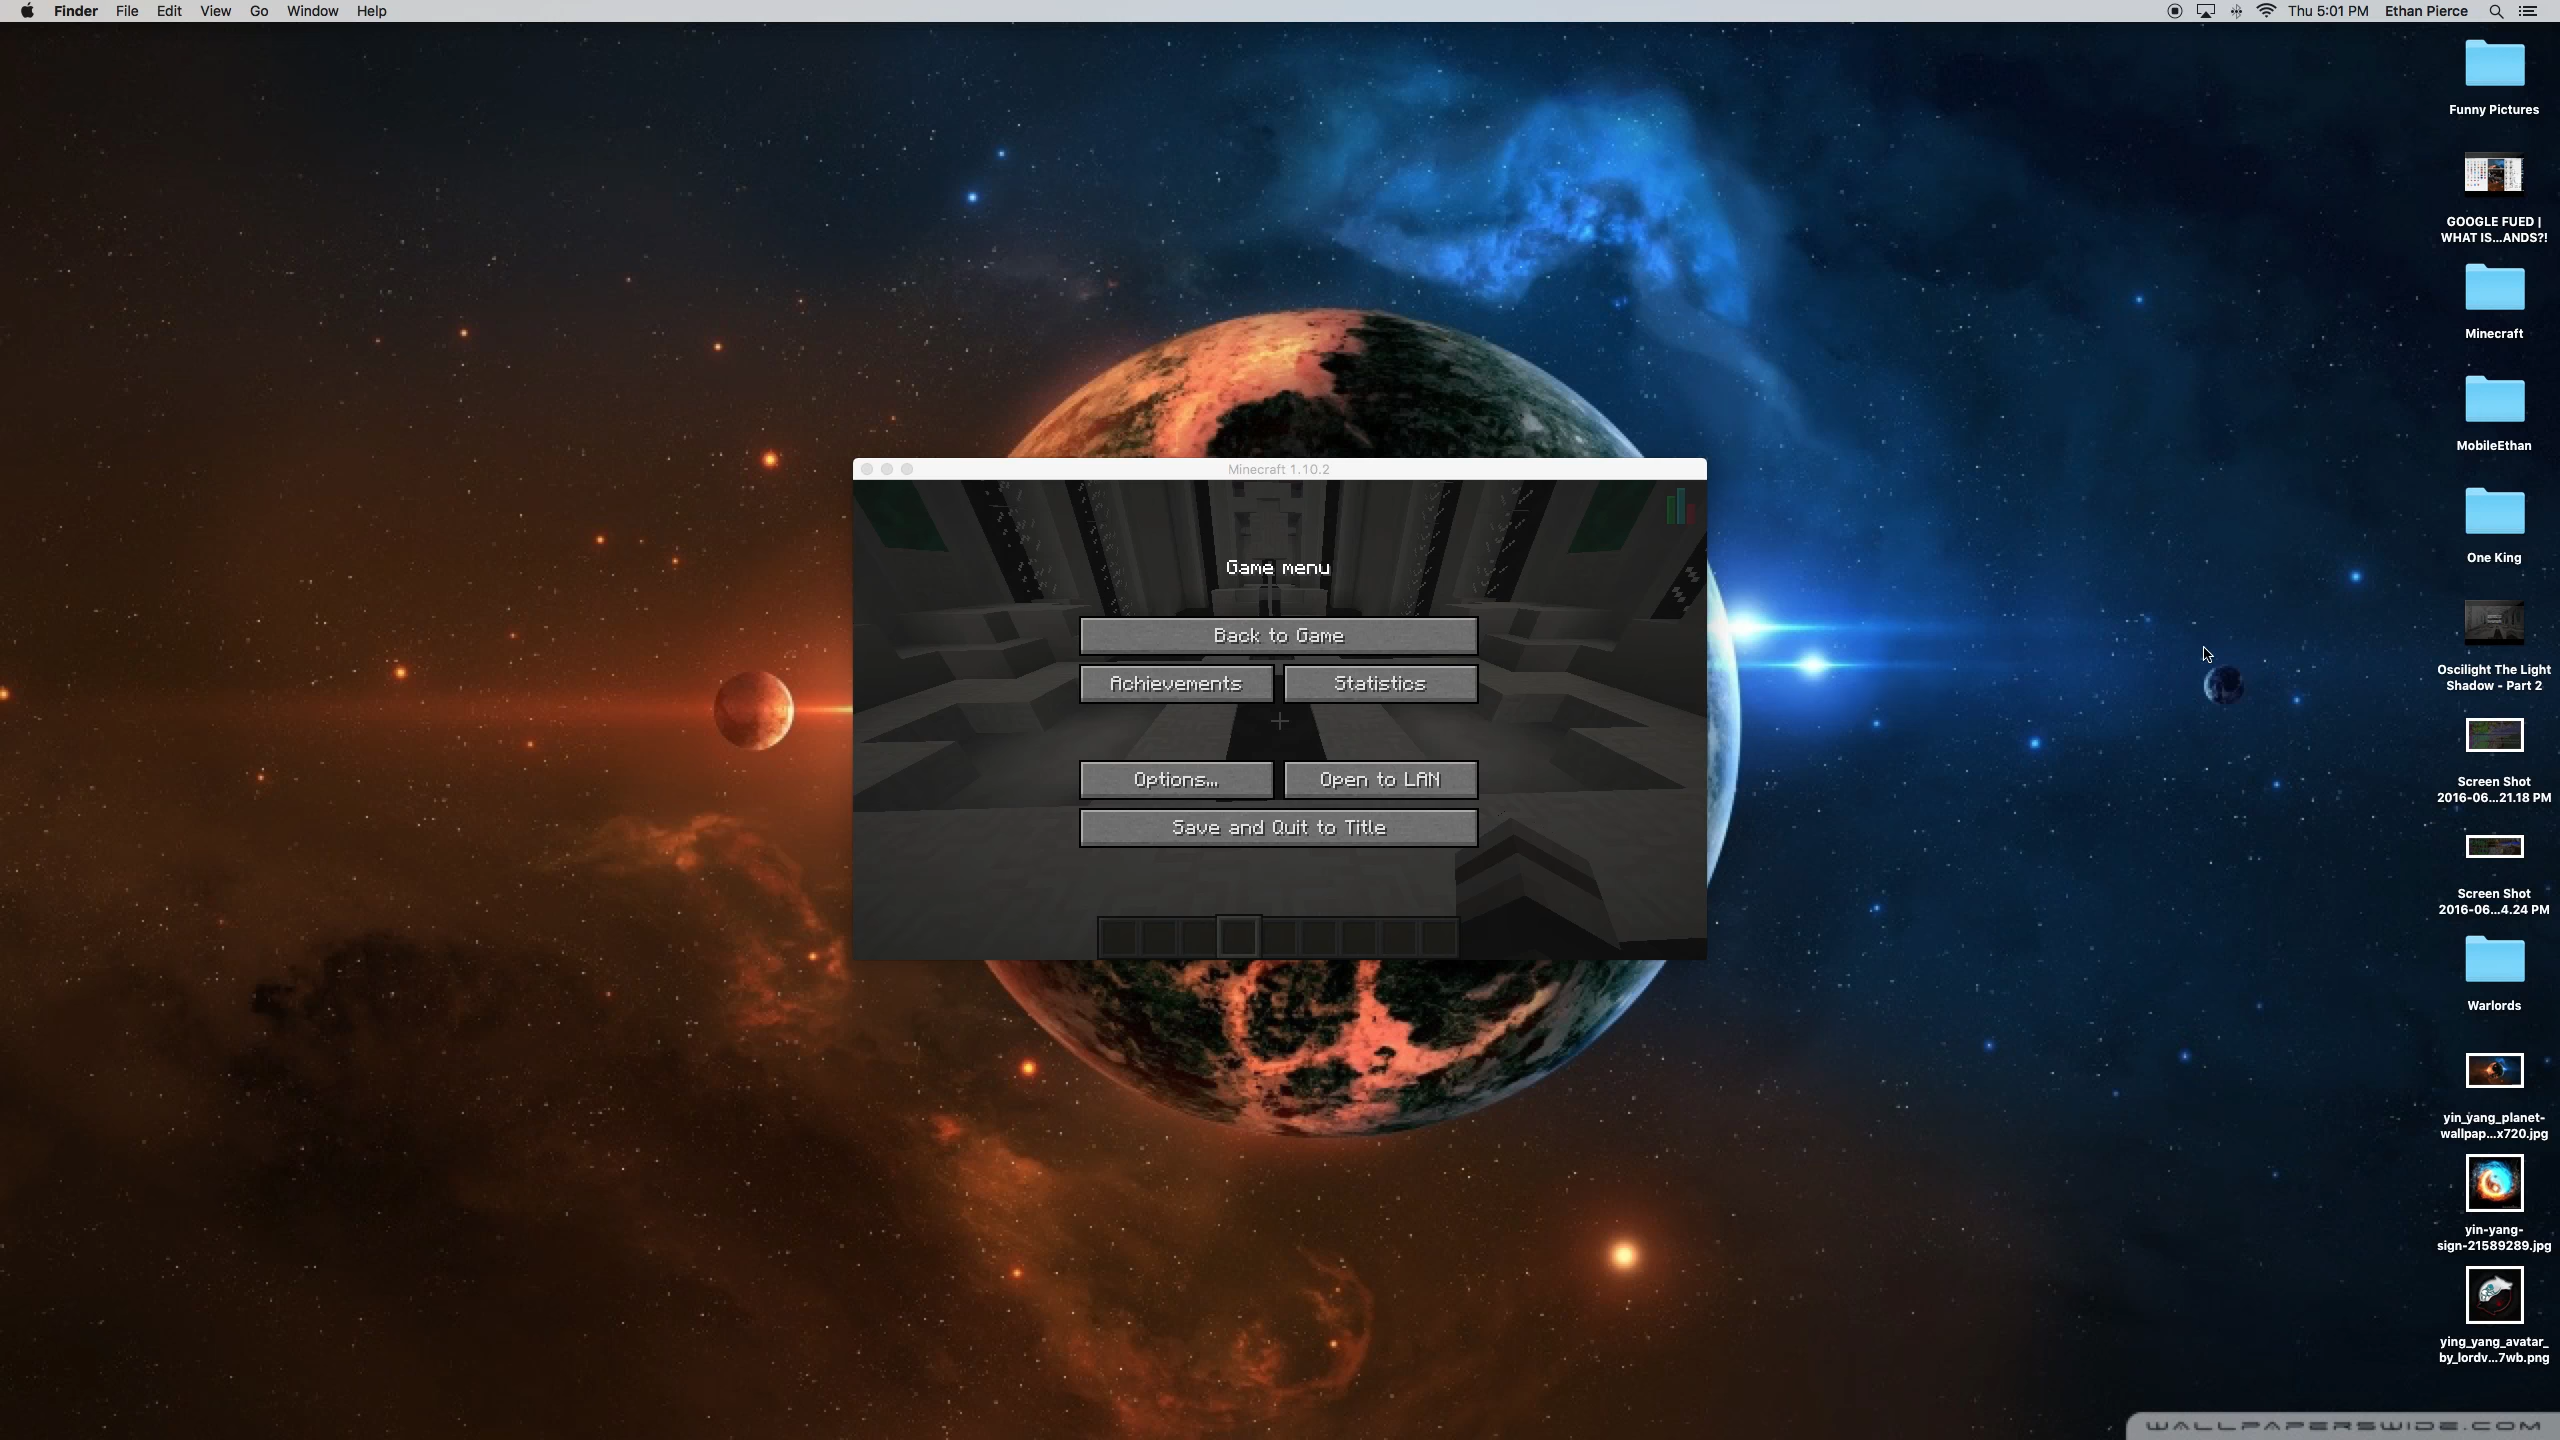 Finder File Edit View Go Window Help
Thu 5:01 PM Ethan Pierce
Funny Pictures
GOOGLE FUED |
WHAT IS...ANDS?!
Minecraft
MobileEthan
One King
Oscilight The Light
Shadow - Part 2
Screen Shot
2016-06...21.18 PM
Screen Shot
2016-06...4.24 PM
Warlords
yin_yang_planet-
wallpap...x720.jpg
yin-yang-
sign-21589289.jpg
ying_yang_avatar_
by_lordv...7wb.png
Minecraft 1.10.2
Game menu
Back to Game
Achievements
Statistics
Options...
Open to LAN
Save and Quit to Title
WALLPAPERSWIDE.COM